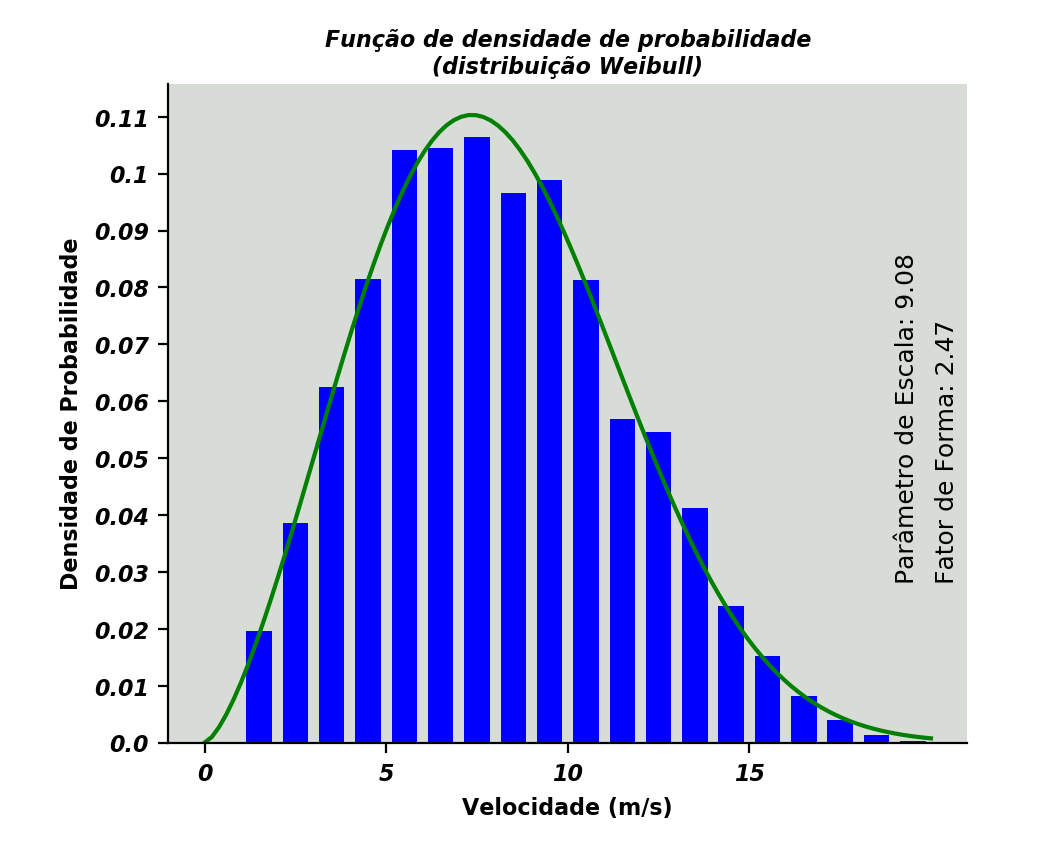 Função de densidade de probabilidade
(distribuição Weibull)
0.11
0.1
0.09
0.08
0.07
0.06
0.05
0.04
0.03
0.02
0.01
0.0
Densidade de Probabilidade
Parâmetro de Escala: 9.08
Fator de Forma: 2.47
0 5 10 15
Velocidade (m/s)